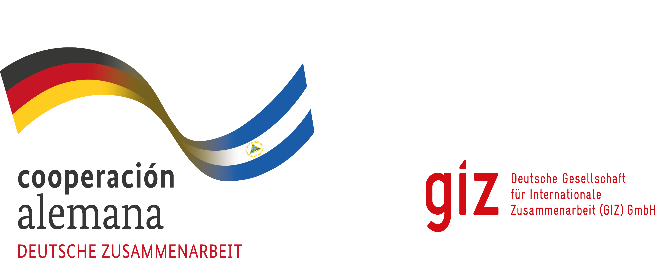 cooperación
alemana
DEUTSCHE ZUSAMMENARBEIT
giz
Deutsche Gesellschaft
für Internationale
Zusammenarbeit (GIZ) GmbH